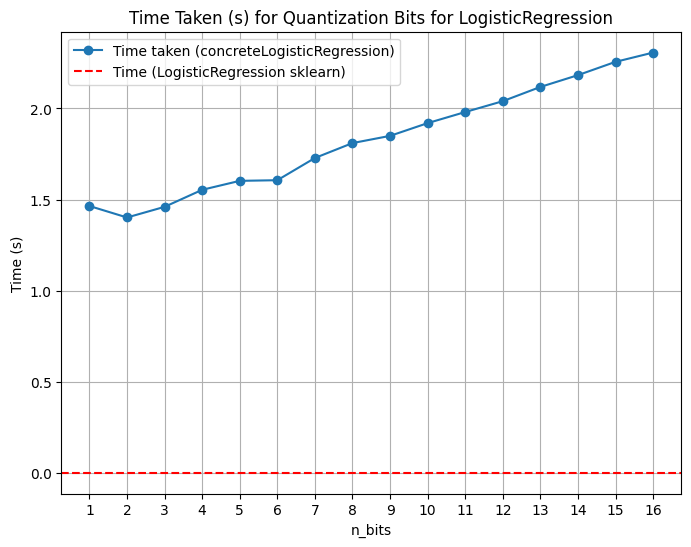 Time Taken (s) for Quantization Bits for LogisticRegression
Time taken (concreteLogisticRegression)
Time (LogisticRegression sklearn)
Time (s)
2.0
1.5
1.0
0.5
0.0
1 2 3 4 5 6 7 8 9 10 11 12 13 14 15 16
n_bits